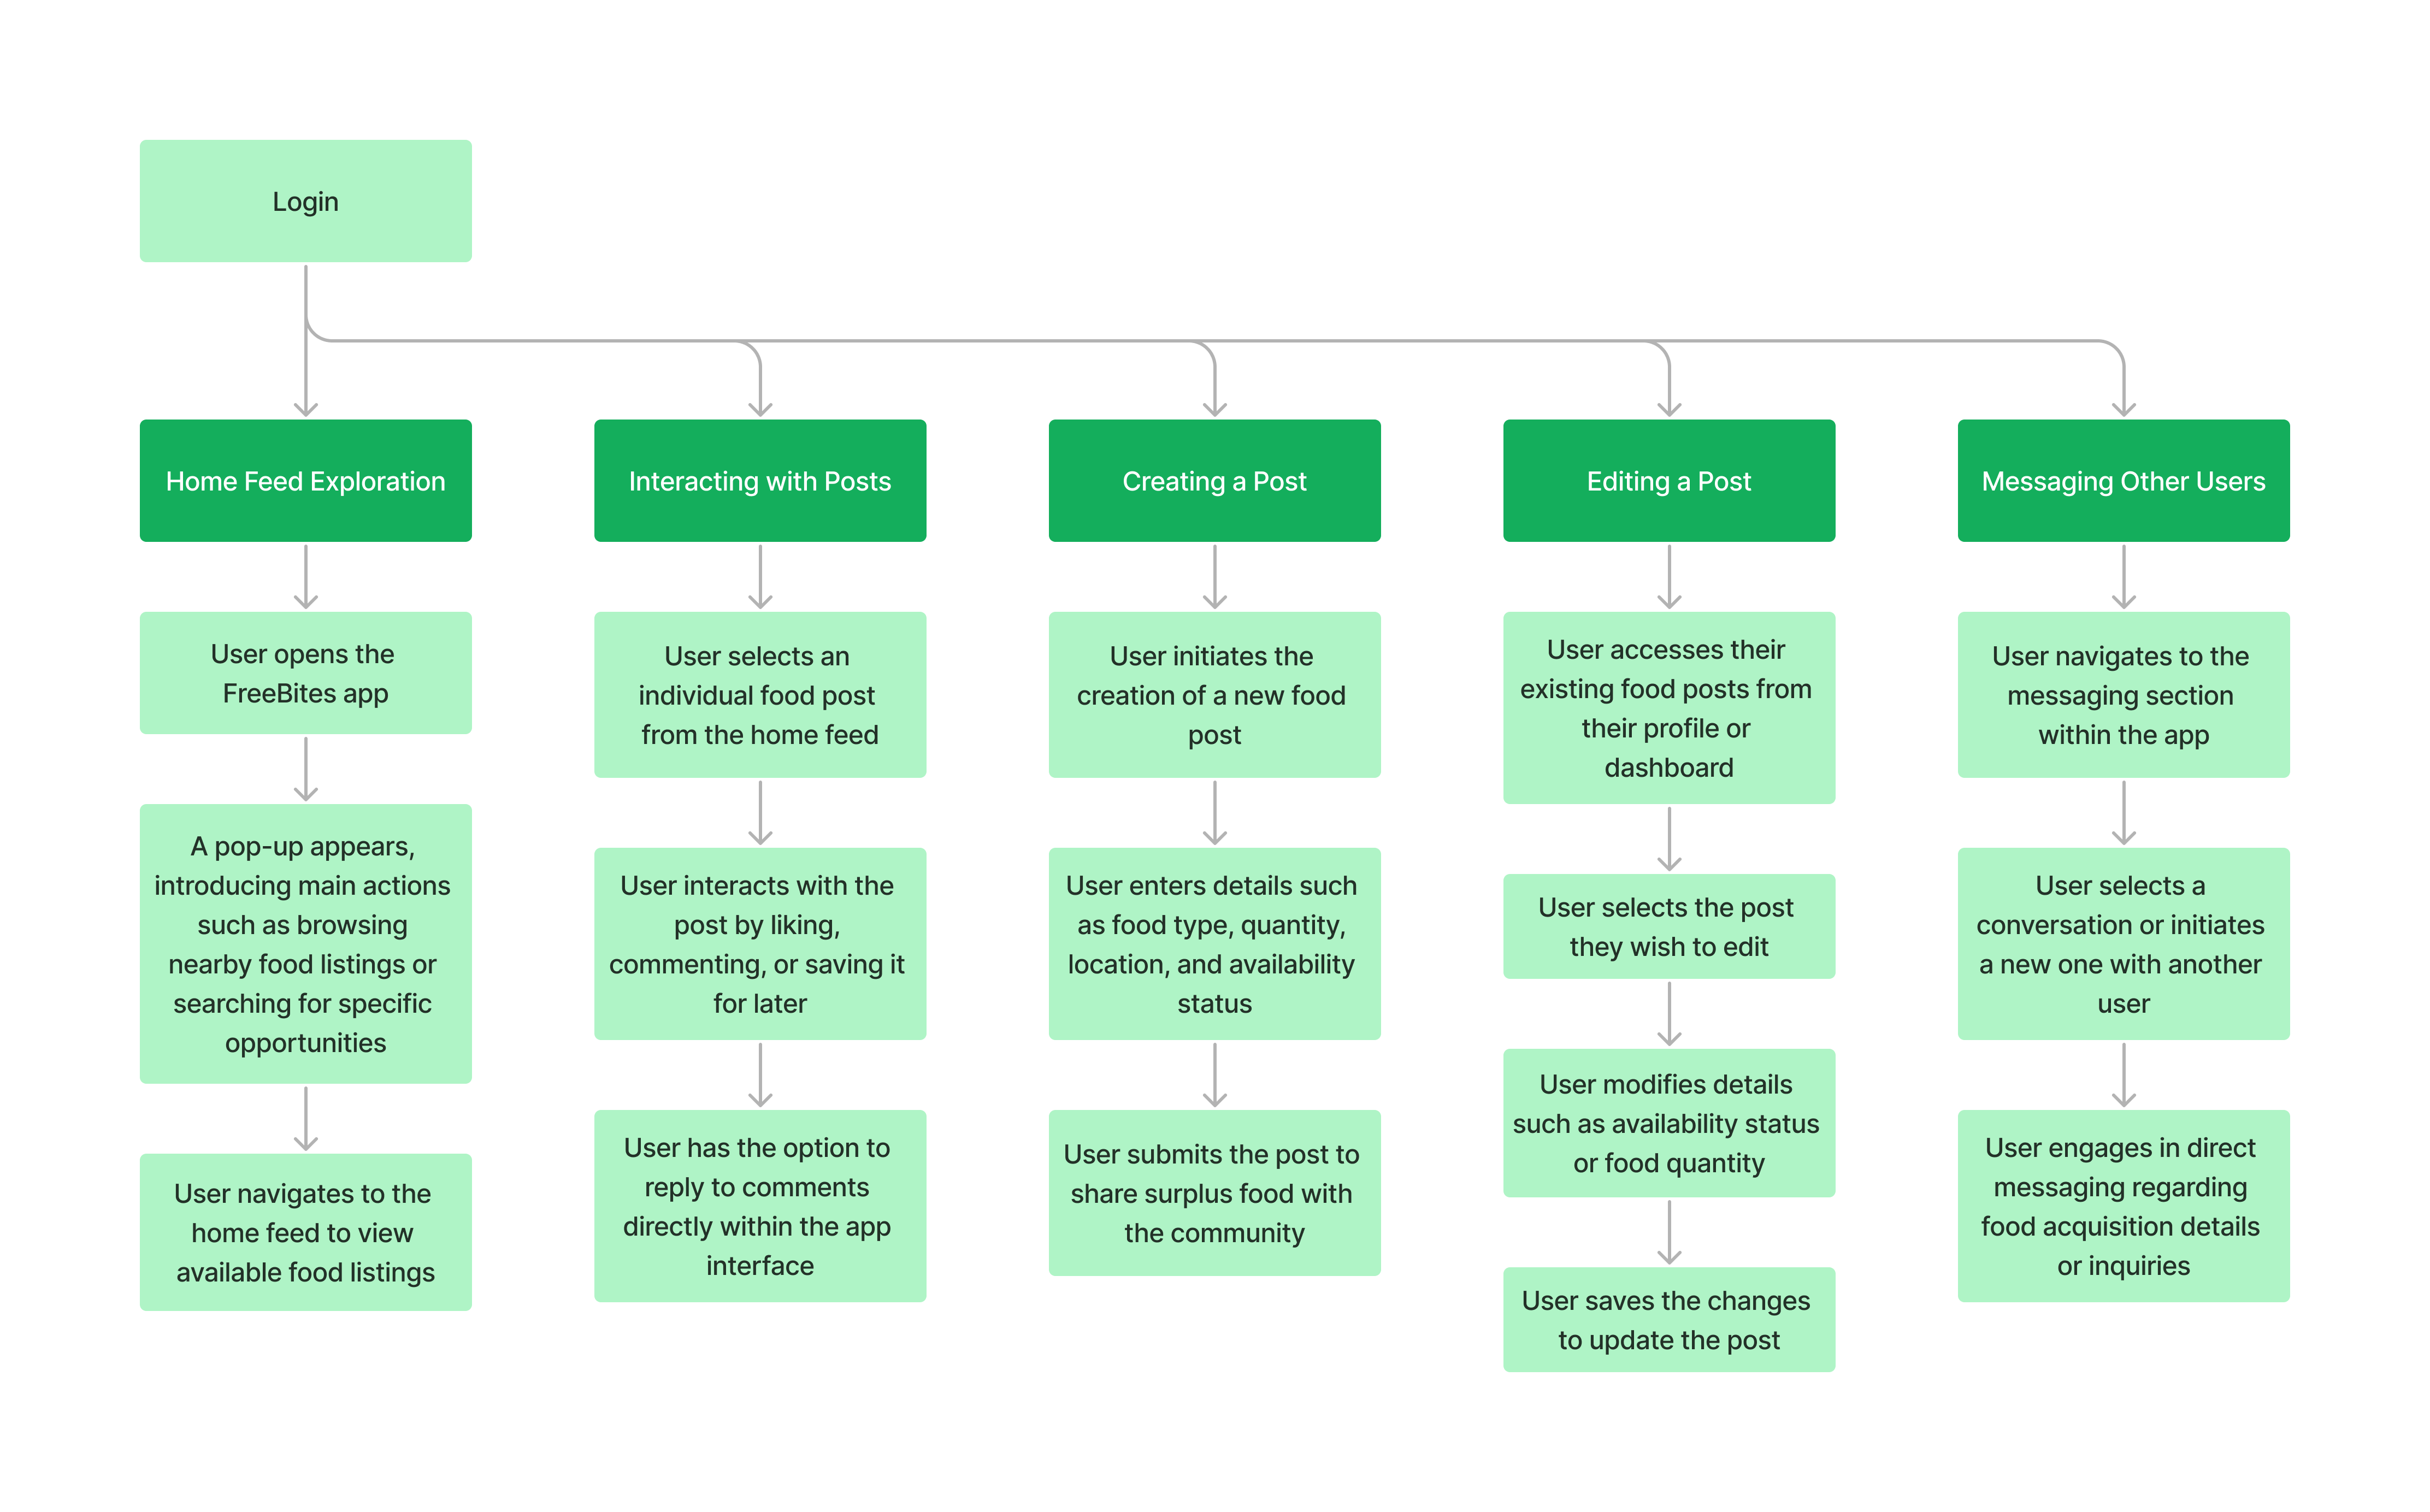 Login
Home Feed Exploration
Interacting with Posts
Creating a Post
Editing a Post
Messaging Other Users
User opens the
FreeBites app
A pop-up appears,
introducing main actions
such as browsing
nearby food listings or
searching for specific
opportunities
User navigates to the
home feed to view
available food listings
User selects an
individual food post
from the home feed
User interacts with the
post by liking,
commenting, or saving it
for later
User has the option to
reply to comments
directly within the app
interface
User initiates the
creation of a new food
post
User enters details such
as food type, quantity,
location, and availability
status
User submits the post to
share surplus food with
the community
User accesses their
existing food posts from
their profile or
dashboard
User selects the post
they wish to edit
User modifies details
such as availability status
or food quantity
User saves the changes
to update the post
User navigates to the
messaging section
within the app
User selects a
conversation or initiates
a new one with another
user
User engages in direct
messaging regarding
food acquisition details
or inquiries